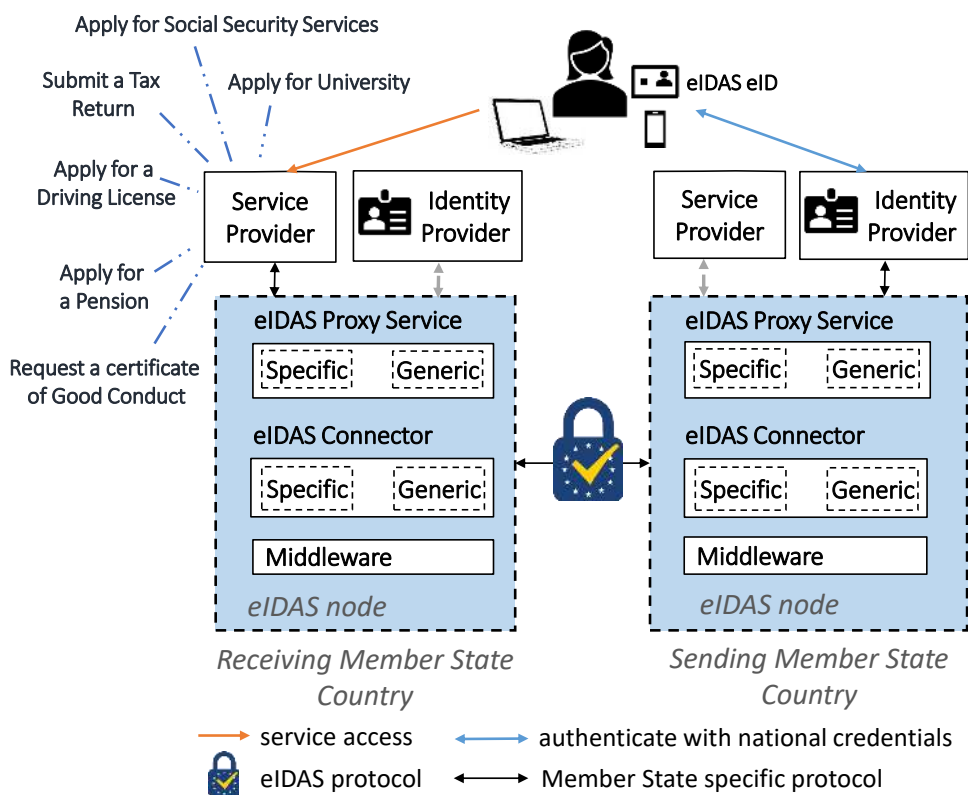 Apply for Social Security Services
Submit a Tax
Return
Apply for University
eIDAS eID
Apply for a
Driving License
Service
Provider
Identity
Provider
Service
Provider
Identity
Provider
Apply for
a Pension
Request a certificate
of Good Conduct
eIDAS Proxy Service
Specific
Generic
eIDAS Connector
Specific
Generic
Middleware
eIDAS node
eIDAS Proxy Service
Specific
Generic
eIDAS Connector
Specific
Generic
Middleware
eIDAS node
Receiving Member State
Country
Sending Member State
Country
service access
authenticate with national credentials
eIDAS protocol
Member State specific protocol